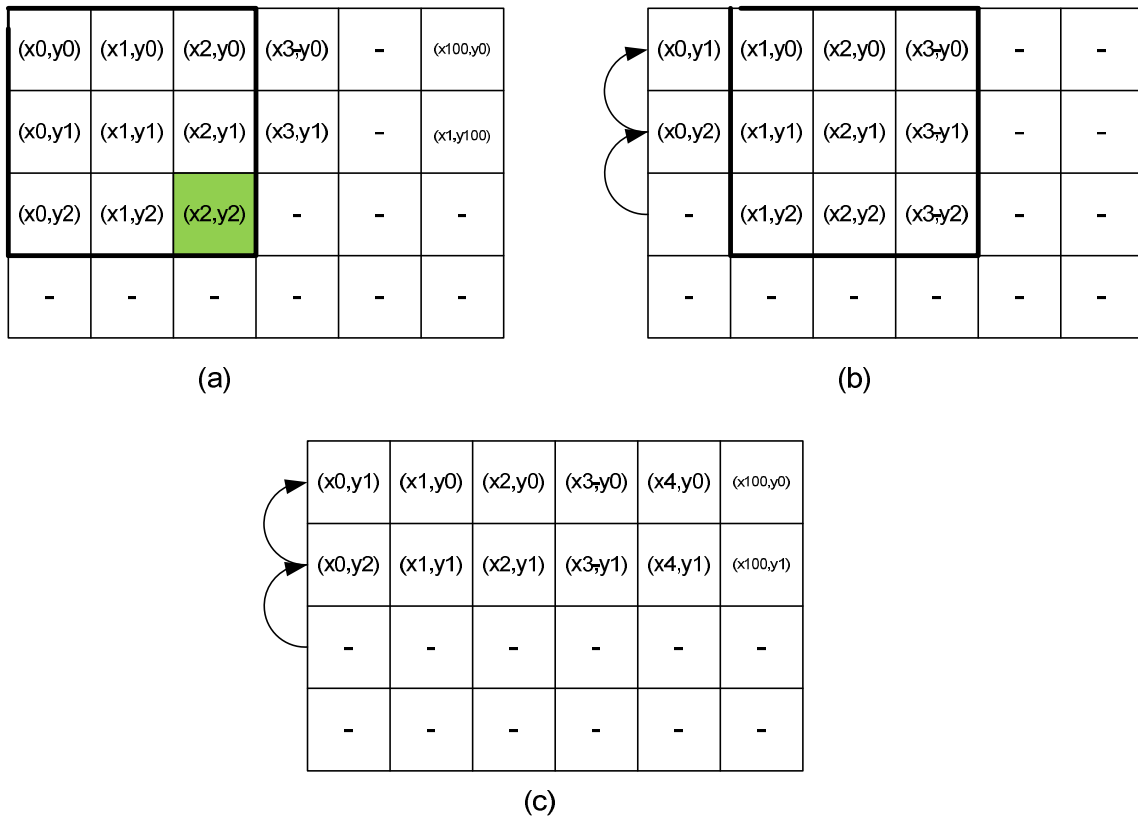 (x0,y0) (x1,y0) (x2,y0) (x3,y0) - (x100,y0)
(x0,y1) (x1,y1) (x2,y1) (x3,y1) - (x1,y100)
(x0,y2) (x1,y2) (x2,y2) - - -
- - - - - -
(a)
(x0,y1) (x1,y0) (x2,y0) (x3,y0) - -
(x0,y2) (x1,y1) (x2,y1) (x3,y1) - -
- (x1,y2) (x2,y2) (x3,y2) - -
- - - - - -
(b)
(x0,y1) (x1,y0) (x2,y0) (x3,y0) (x4,y0) (x100,y0)
(x0,y2) (x1,y1) (x2,y1) (x3,y1) (x4,y1) (x100,y1)
- - - - - -
- - - - - -
(c)